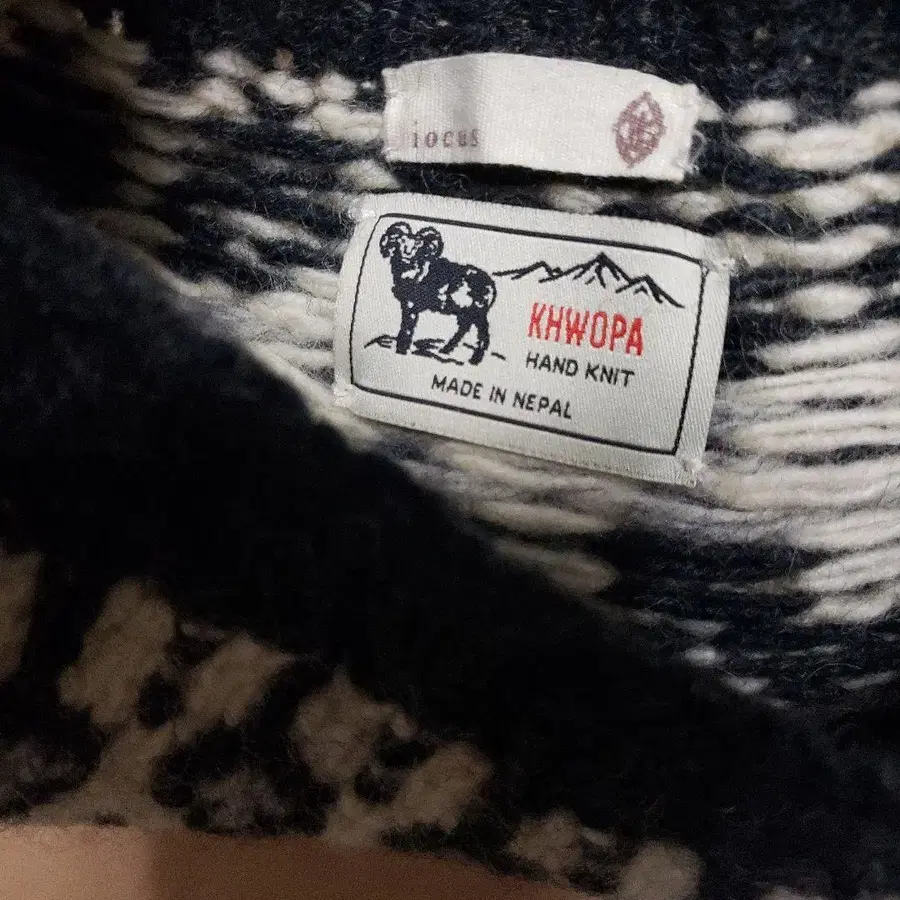 iocus
KHWOPA
HAND KNIT
MADE IN NEPAL